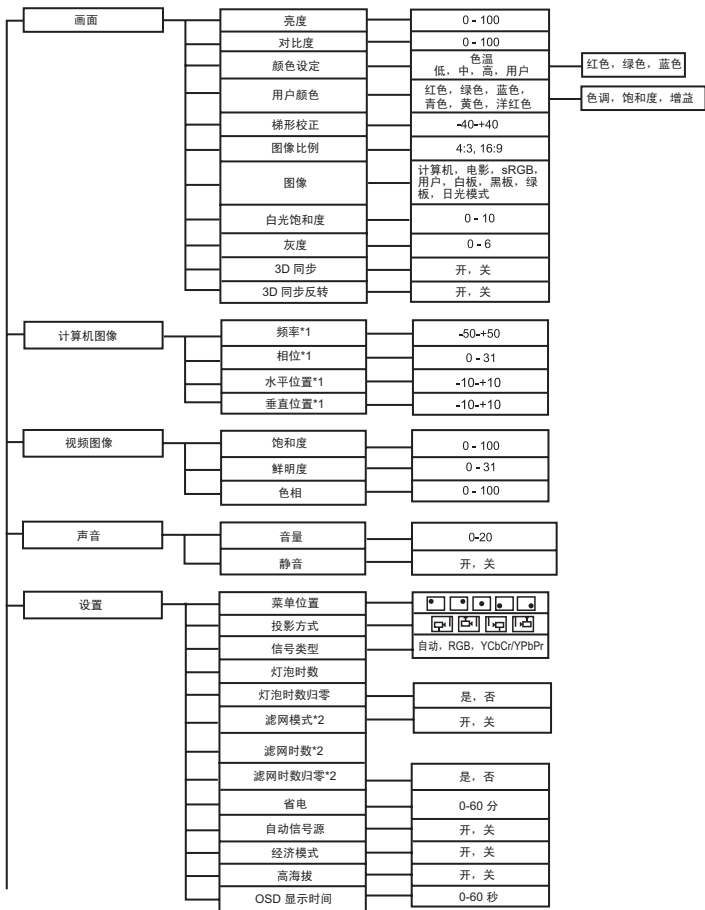 画面
亮度
0 - 100
对比度
0 - 100
颜色设定
色温
低，中，高，用户
红色，绿色，蓝色
用户颜色
红色，绿色，蓝色，
青色，黄色，洋红色
色调，饱和度，增益
梯形校正
-40-+40
图像比例
4:3, 16:9
图像
计算机，电影，sRGB，
用户，白板，黑板，绿
板，日光模式
白光饱和度
0 - 10
灰度
0 - 6
3D 同步
开，关
3D 同步反转
开，关
计算机图像
频率*1
-50-+50
相位*1
0 - 31
水平位置*1
-10-+10
垂直位置*1
-10-+10
视频图像
饱和度
0 - 100
鲜明度
0 - 31
色相
0 - 100
声音
音量
0-20
静音
开，关
设置
菜单位置
投影方式
信号类型
自动，RGB，YCbCr/YPbPr
灯泡时数
灯泡时数归零
是，否
滤网模式*2
开，关
滤网时数*2
滤网时数归零*2
是，否
省电
0-60 分
自动信号源
开，关
经济模式
开，关
高海拔
开，关
OSD 显示时间
0-60 秒